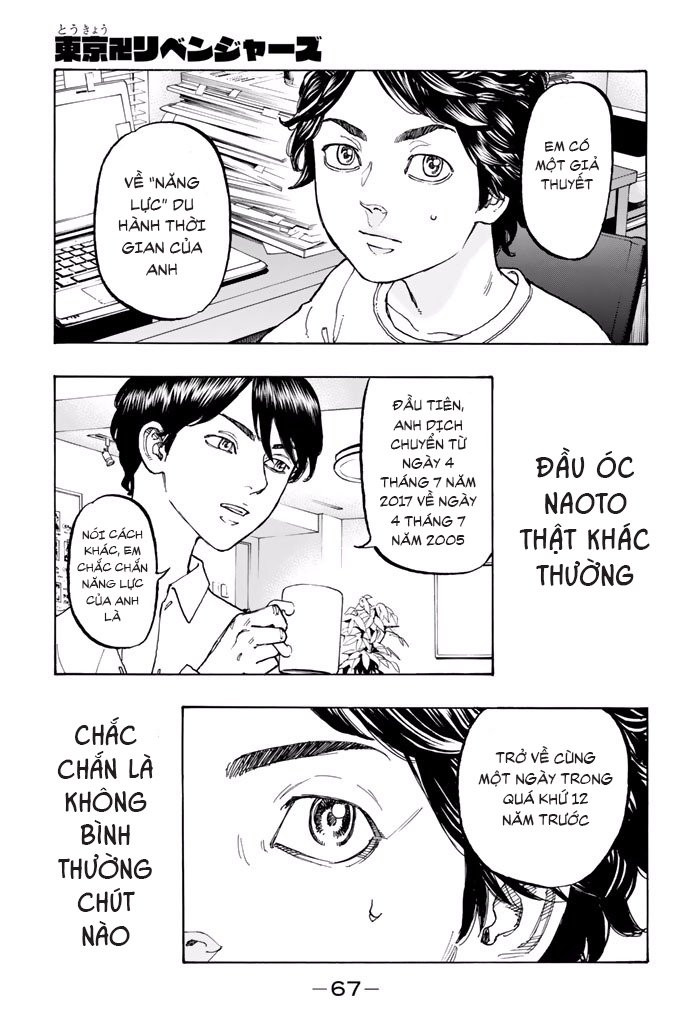 とうきょう
東京卍リベンジャーズ
EM CÓ
MỘT GIẢ
THUYẾT
VỀ "NĂNG
LỰC" DU
HÀNH THỜI
GIAN CỦA
ANH
ĐẦU TIÊN,
ANH DỊCH
CHUYỂN TỪ
NGÀY 4
THÁNG 7 NĂM
2017 VỀ NGÀY
4 THÁNG 7
NĂM 2005
ĐẦU ÓC
NAOTO
THẬT KHÁC
THƯỜNG
NÓI CÁCH
KHÁC, EM
CHẮC CHẮN
NĂNG LỰC
CỦA ANH
LÀ
TRỞ VỀ CÙNG
MỘT NGÀY TRONG
QUÁ KHỨ 12
NĂM TRƯỚC
CHẮC
CHẮN LÀ
KHÔNG
BÌNH
THƯỜNG
CHÚT
NÀO
—67—